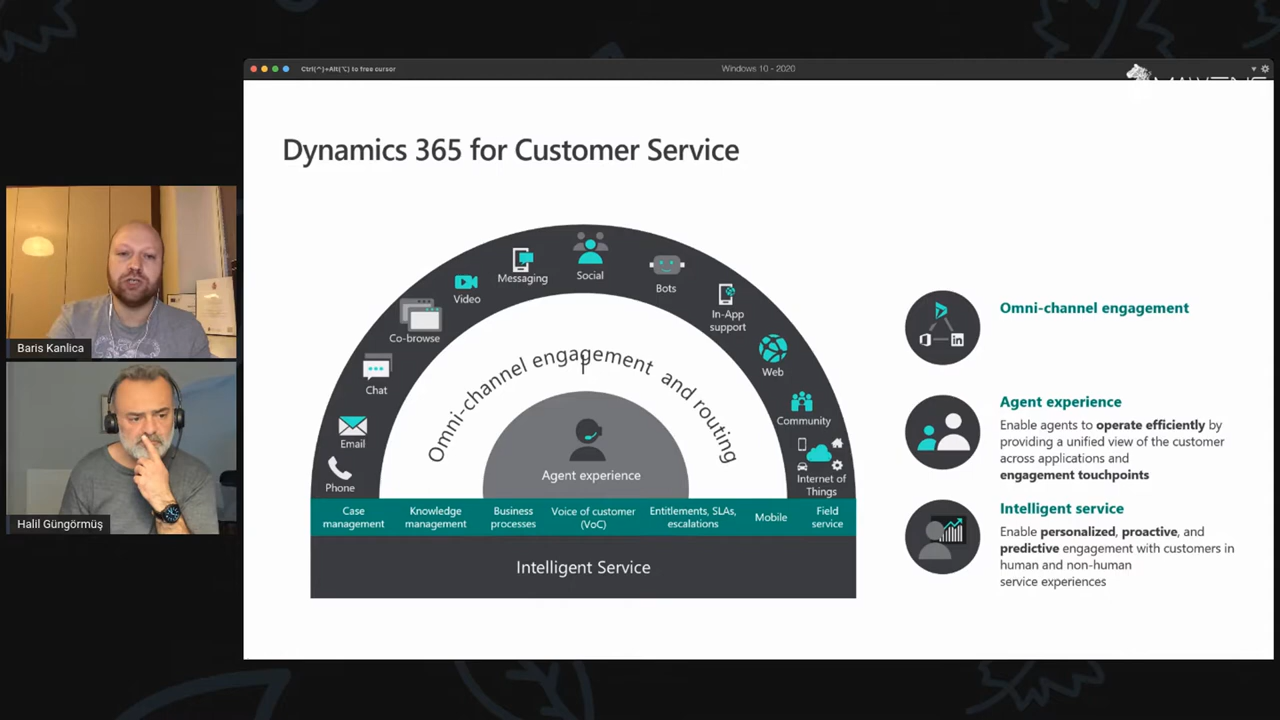 Ctrl(^)+Alt(⌥) to free cursor
Windows 10 - 2020
Dynamics 365 for Customer Service
Phone
Email
Chat
Co-browse
Video
Messaging
Social
Bots
In-App
support
Web
Community
Internet of
Things
Omni-channel engagement and routing
Agent experience
Case
management
Knowledge
management
Business
processes
Voice of customer
(VoC)
Entitlements, SLAs,
escalations
Mobile
Field
service
Intelligent Service
Omni-channel engagement
Agent experience
Enable agents to operate efficiently by
providing a unified view of the customer
across applications and
engagement touchpoints
Intelligent service
Enable personalized, proactive, and
predictive engagement with customers in
human and non-human
service experiences
Baris Kanlica
Halil Güngörmüş